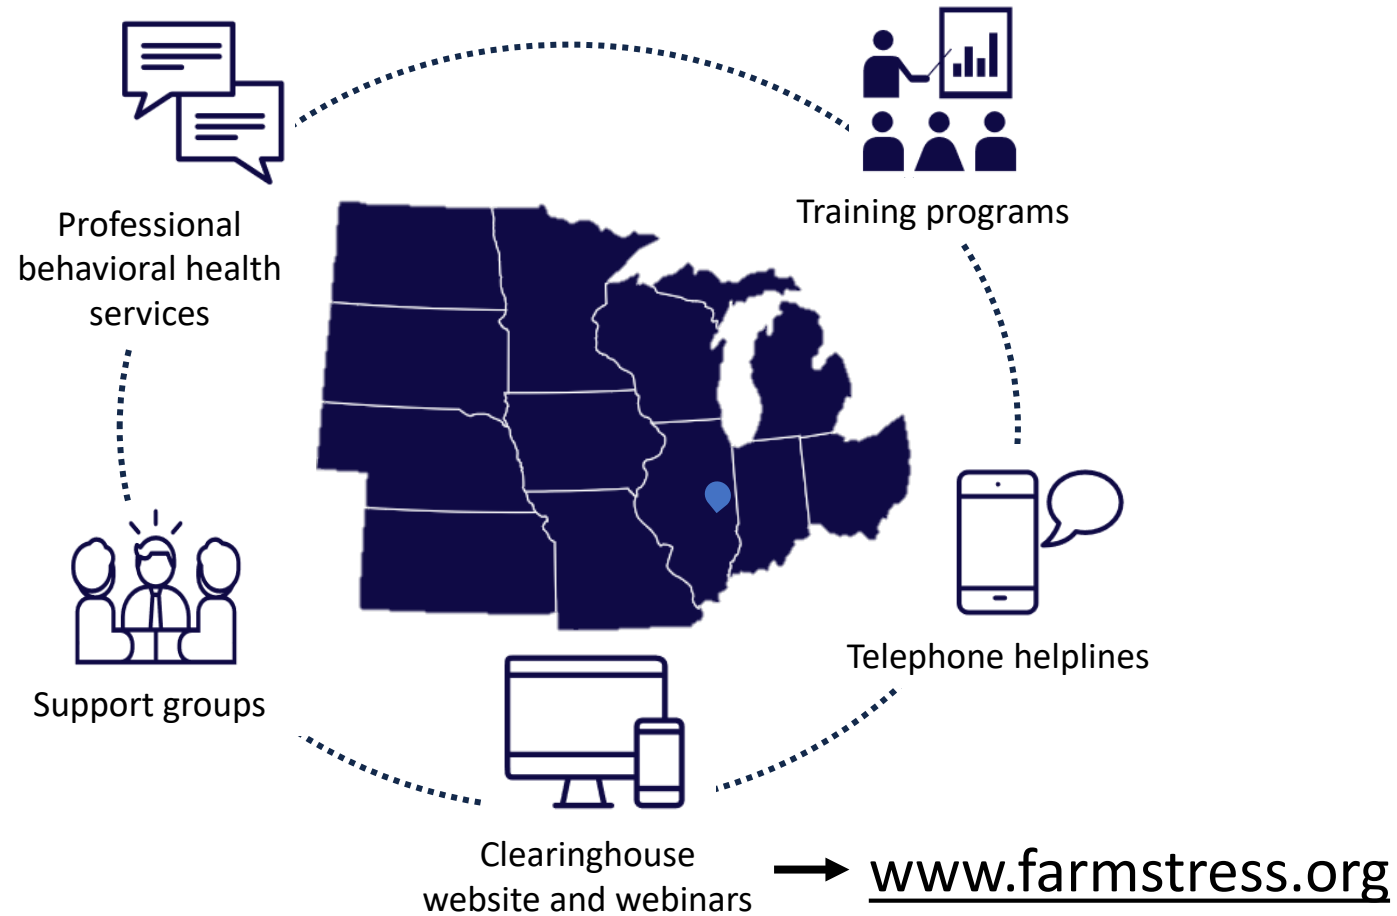 Professional
behavioral health
services
Training programs
Telephone helplines
Support groups
Clearinghouse
website and webinars
www.farmstress.org